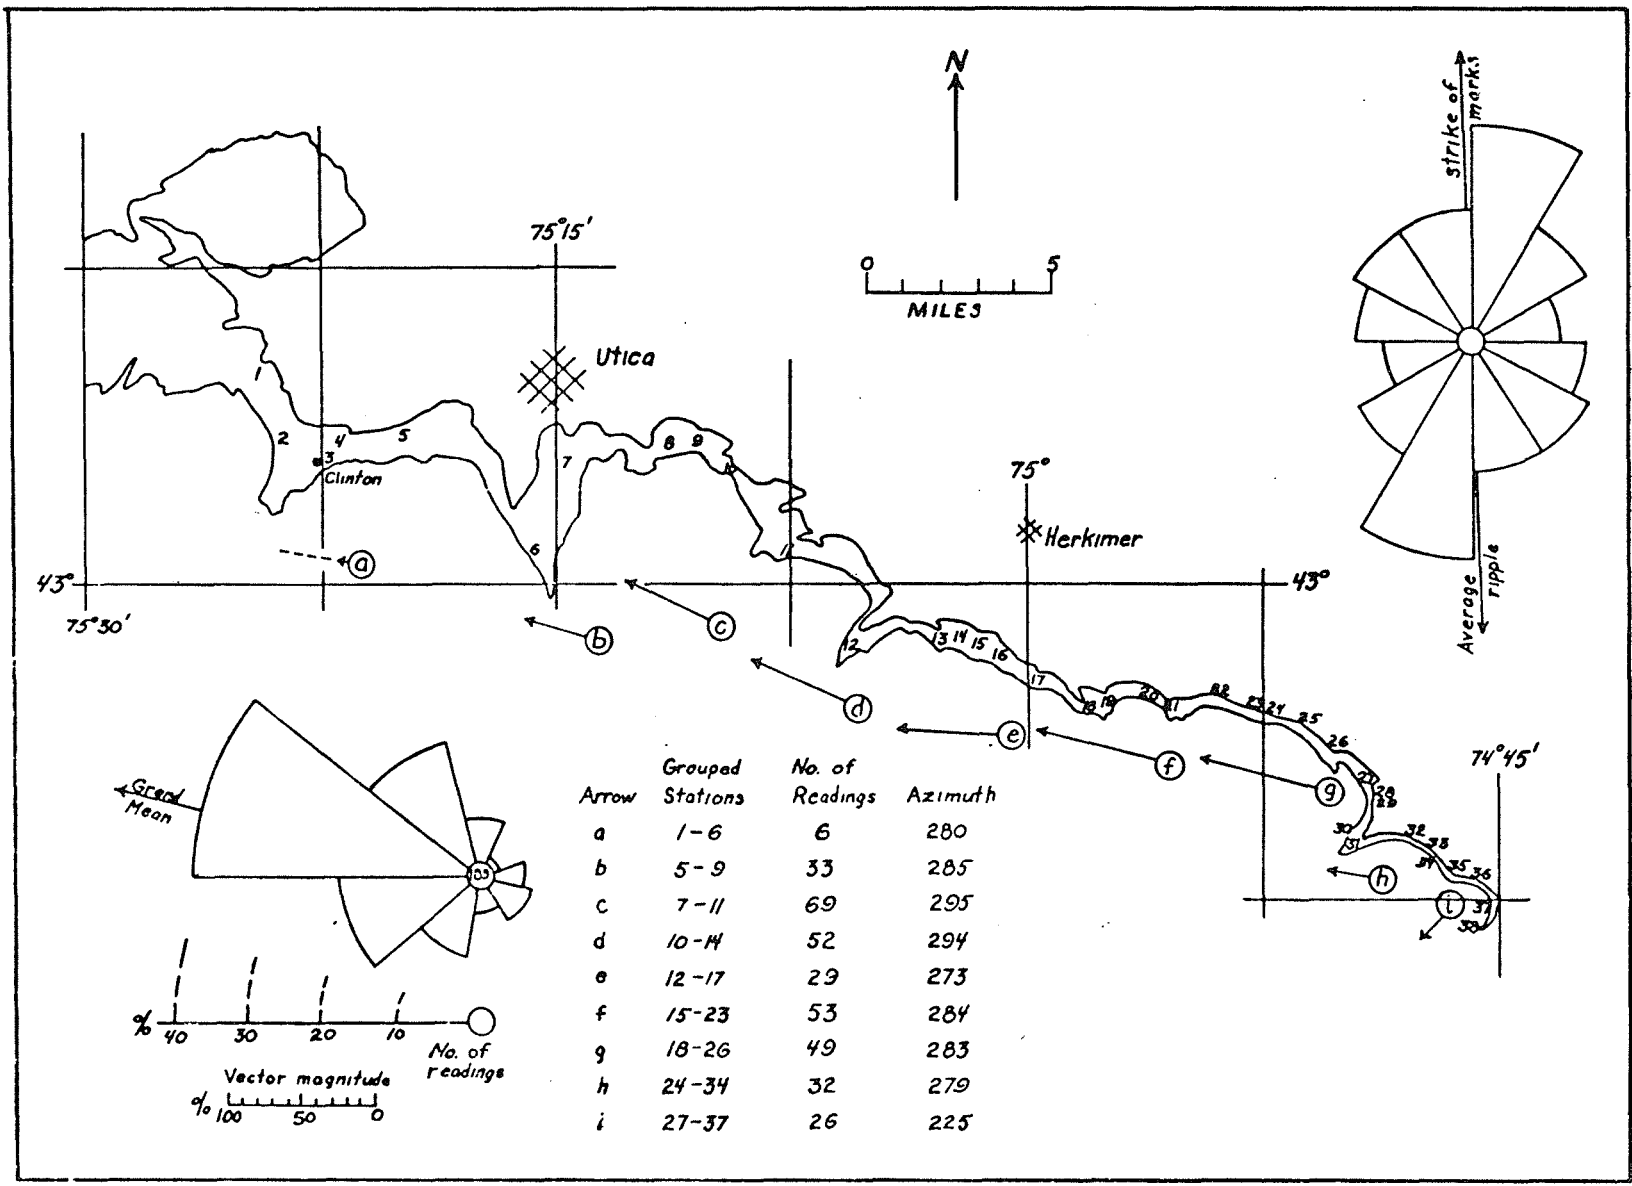 N
strike of
marks
75°15'
0 5
MILES
Utica
1
2
4
5
3
Clinton
7
8
9
10
6
11
a
75°
Herkimer
43°
43°
75°30'
b
c
12
13
14
15
16
17
18
19
20
21
22
23
24
25
26
27
28
29
30
31
32
33
34
35
36
37
38
Average
ripple
d
e
f
g
h
i
74°45'
Grand
Mean
% 40 30 20 10
No. of
readings
Vector magnitude
% 100 50 0
Grouped No. of
Arrow Stations Readings Azimuth
a 1-6 6 280
b 5-9 33 285
c 7-11 69 295
d 10-14 52 294
e 12-17 29 273
f 15-23 53 284
g 18-26 49 283
h 24-34 32 279
i 27-37 26 225